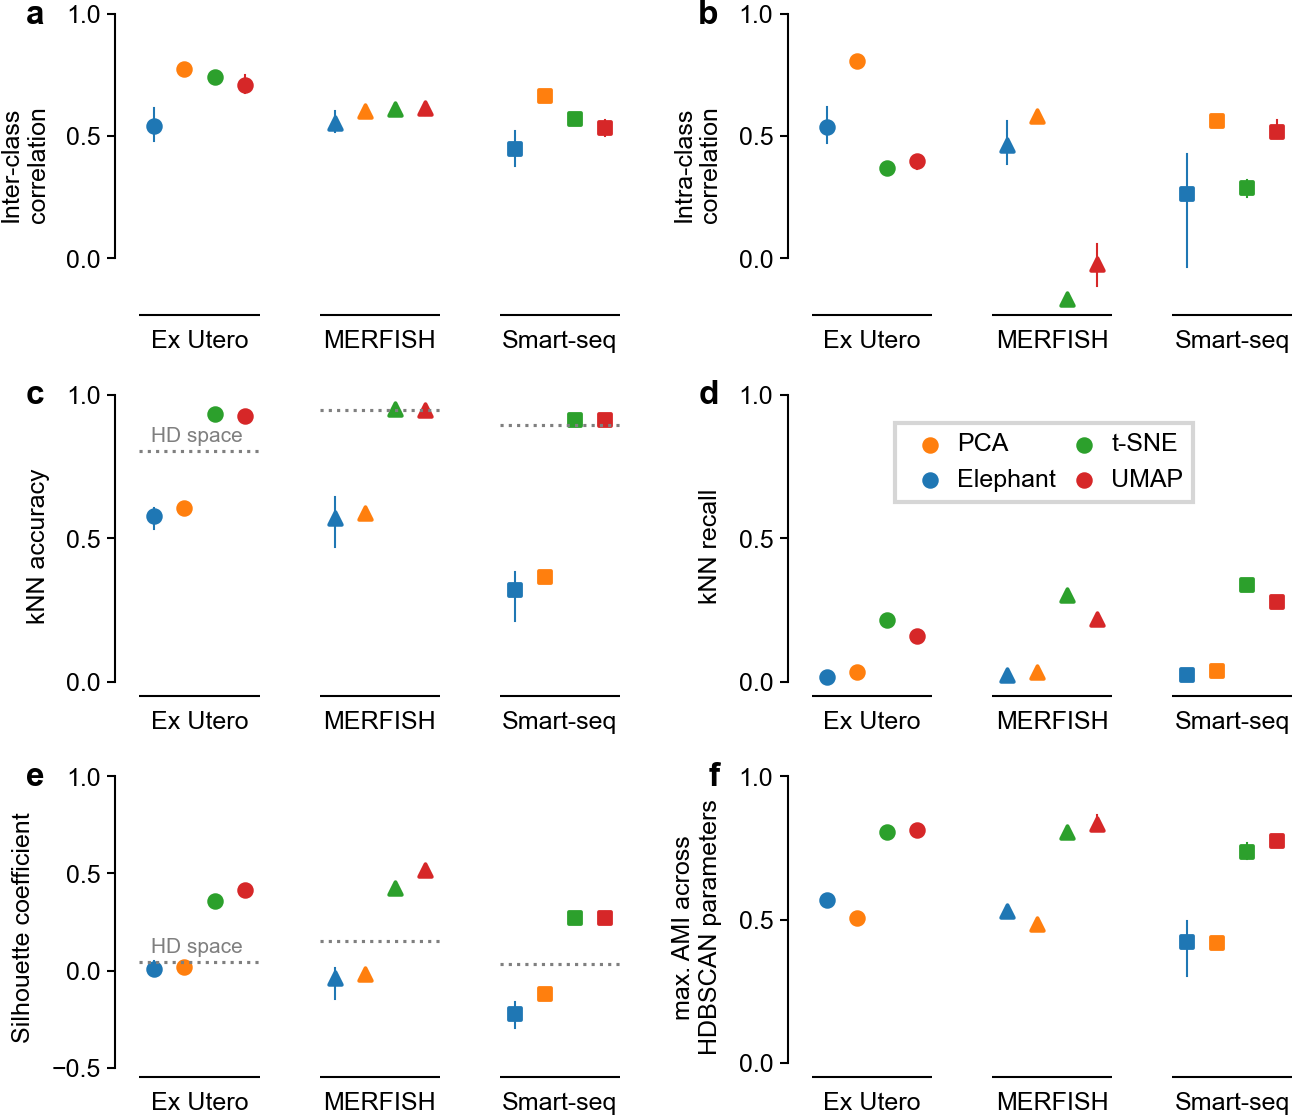 a
1.0
0.5
0.0
Inter-class
correlation
Ex Utero
MERFISH
Smart-seq
b
1.0
0.5
0.0
Intra-class
correlation
Ex Utero
MERFISH
Smart-seq
c
1.0
0.5
0.0
kNN accuracy
HD space
Ex Utero
MERFISH
Smart-seq
d
1.0
0.5
0.0
kNN recall
PCA
t-SNE
Elephant
UMAP
Ex Utero
MERFISH
Smart-seq
e
1.0
0.5
0.0
−0.5
Silhouette coefficient
HD space
Ex Utero
MERFISH
Smart-seq
f
1.0
0.5
0.0
max. AMI across
HDBSCAN parameters
Ex Utero
MERFISH
Smart-seq